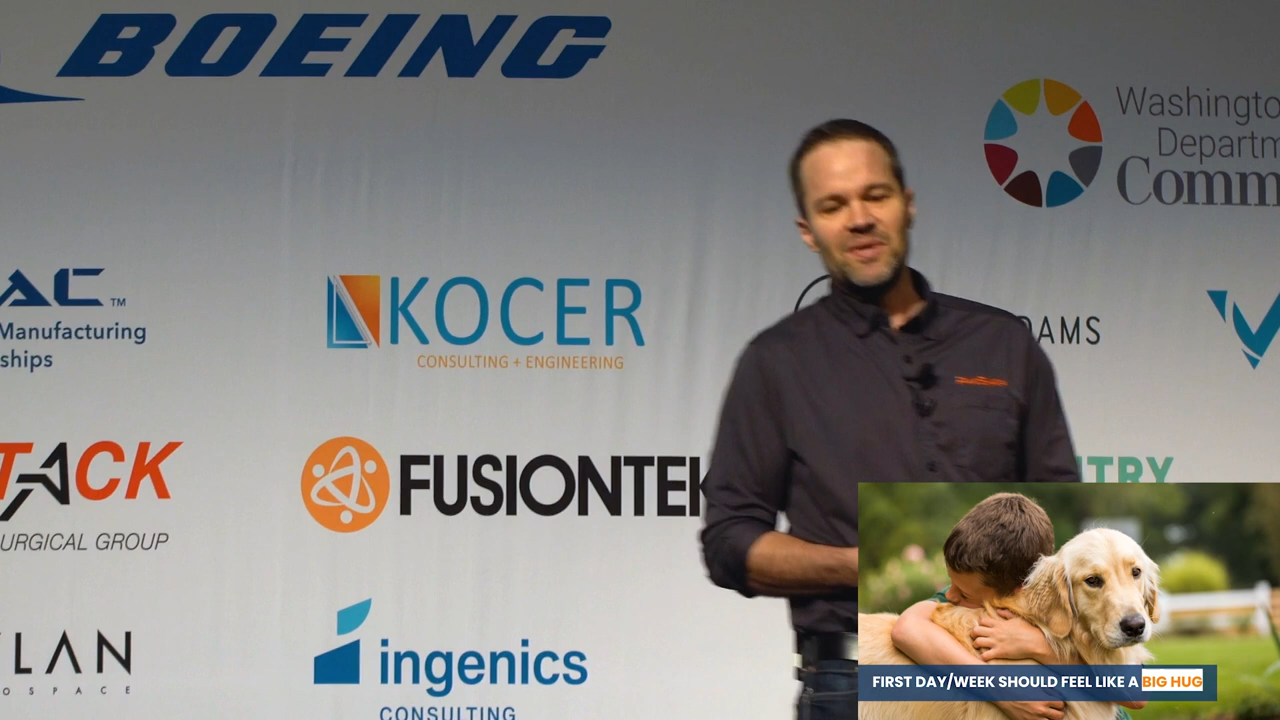 BOEING
Washingto
Departm
Comm
AC TM
Manufacturing
ships
KOCER
CONSULTING + ENGINEERING
DAMS
TACK
URGICAL GROUP
FUSIONTEK
TRY
LAN
OSPACE
ingenics
CONSULTING
FIRST DAY/WEEK SHOULD FEEL LIKE A BIG HUG